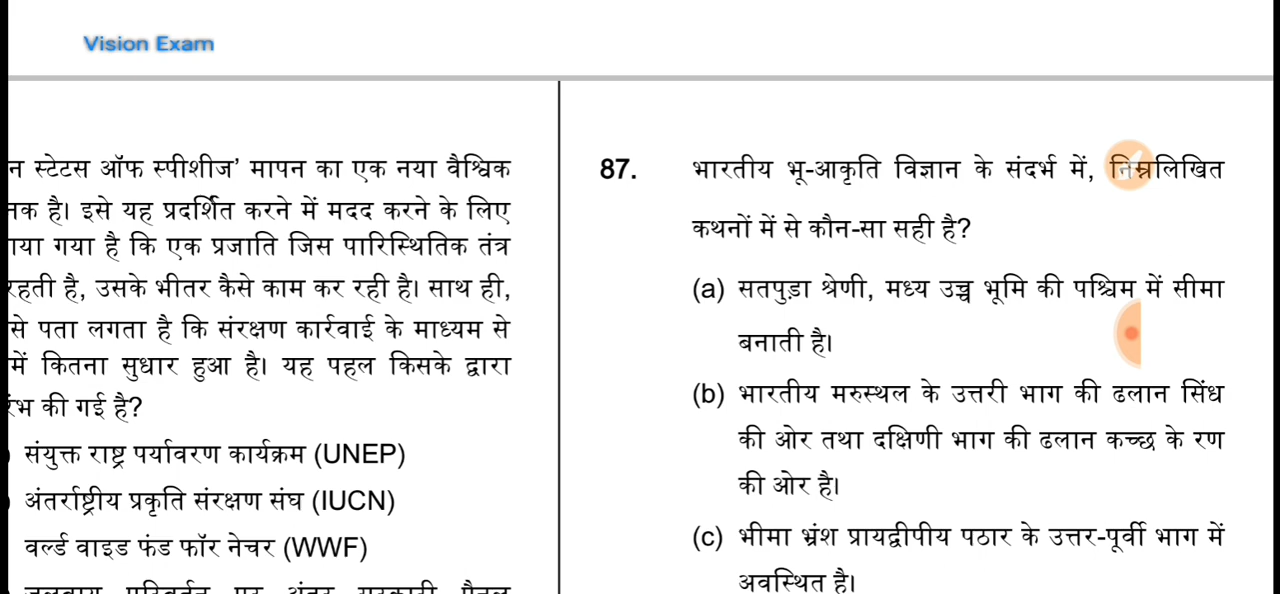 Vision Exam
स्टेटस ऑफ स्पीशीज’ मापन का एक नया वैश्विक
है। इसे यह प्रदर्शित करने में मदद करने के लिए
गया है कि एक प्रजाति जिस पारिस्थितिक तंत्र
रहती है, उसके भीतर कैसे काम कर रही है। साथ ही,
से पता लगता है कि संरक्षण कार्रवाई के माध्यम से
में कितना सुधार हुआ है। यह पहल किसके द्वारा
की गई है?
संयुक्त राष्ट्र पर्यावरण कार्यक्रम (UNEP)
अंतर्राष्ट्रीय प्रकृति संरक्षण संघ (IUCN)
वर्ल्ड वाइड फंड फॉर नेचर (WWF)
87. भारतीय भू-आकृति विज्ञान के संदर्भ में, निम्नलिखित
कथनों में से कौन-सा सही है?
(a) सतपुड़ा श्रेणी, मध्य उच्च भूमि की पश्चिम में सीमा
बनाती है।
(b) भारतीय मरुस्थल के उत्तरी भाग की ढलान सिंध
की ओर तथा दक्षिणी भाग की ढलान कच्छ के रण
की ओर है।
(c) भीमा भ्रंश प्रायद्वीपीय पठार के उत्तर-पूर्वी भाग में
अवस्थित है।